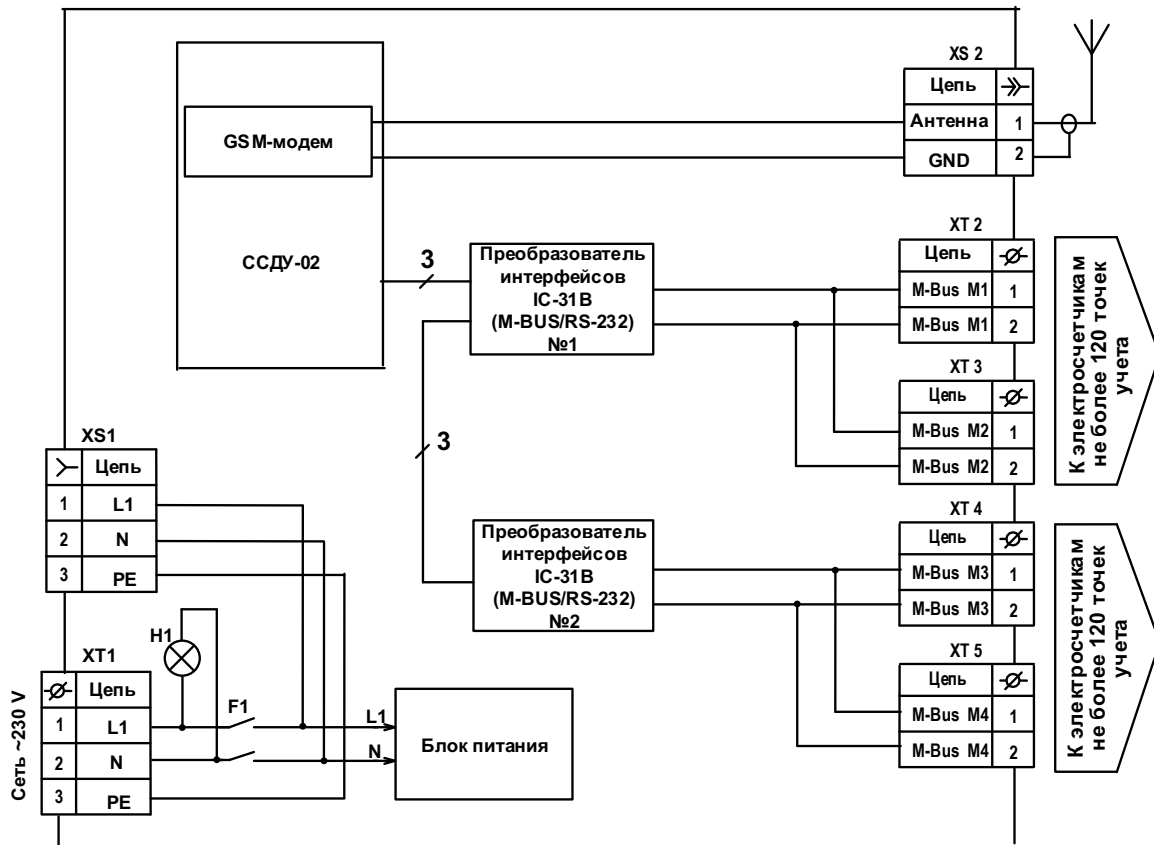 XS 2
Цепь
Антенна 1
GND 2
GSM-модем
ССДУ-02
3
Преобразователь
интерфейсов
IC-31B
(M-BUS/RS-232)
№1
XT 2
Цепь
M-Bus M1 1
M-Bus M1 2
XT 3
Цепь
M-Bus M2 1
M-Bus M2 2
К электросчетчикам
не более 120 точек
учета
3
XS1
Цепь
1 L1
2 N
3 PE
Преобразователь
интерфейсов
IC-31B
(M-BUS/RS-232)
№2
XT 4
Цепь
M-Bus M3 1
M-Bus M3 2
XT 5
Цепь
M-Bus M4 1
M-Bus M4 2
К электросчетчикам
не более 120 точек
учета
H1
XT1
Цепь
1 L1
2 N
3 PE
Сеть ~230 V
F1
L1
N
Блок питания